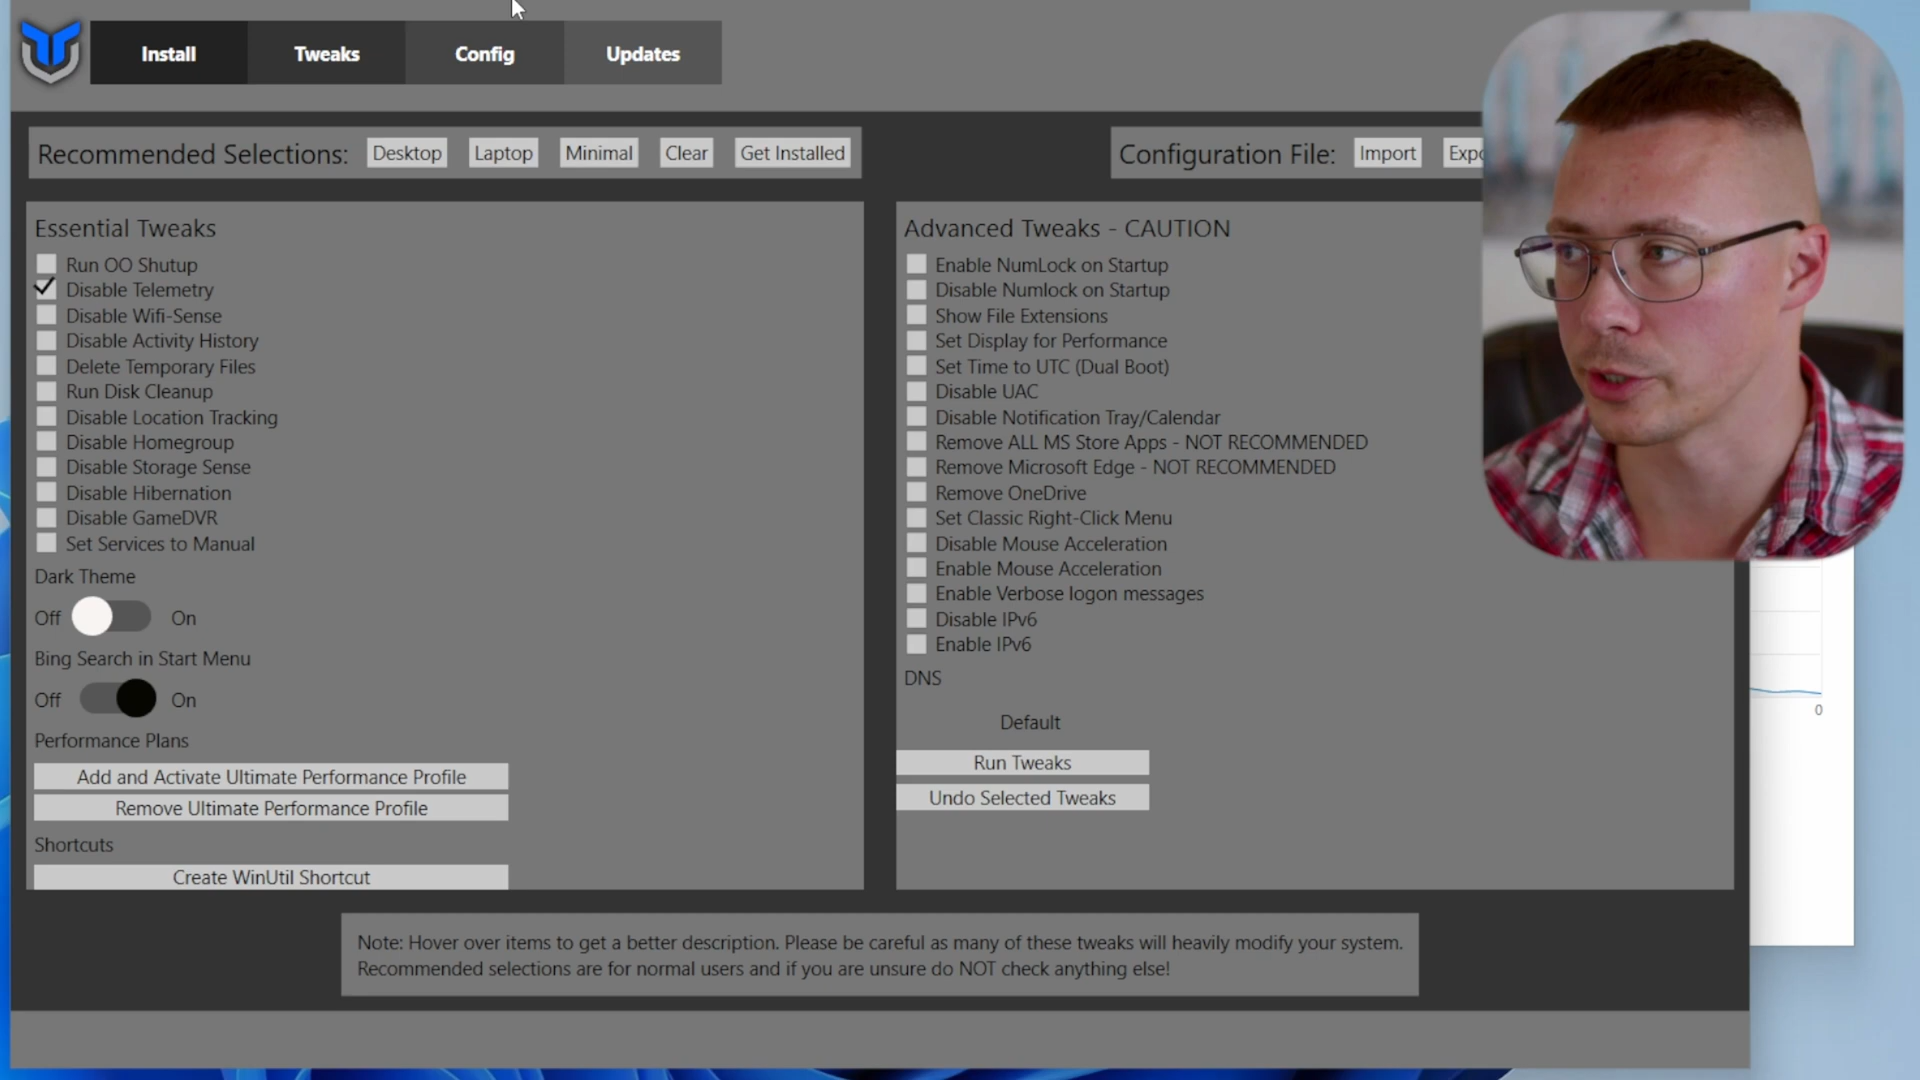 Install
Tweaks
Config
Updates
Recommended Selections:
Desktop
Laptop
Minimal
Clear
Get Installed
Configuration File:
Import
Essential Tweaks
Run OO Shutup
Disable Telemetry
Disable Wifi-Sense
Disable Activity History
Delete Temporary Files
Run Disk Cleanup
Disable Location Tracking
Disable Homegroup
Disable Storage Sense
Disable Hibernation
Disable GameDVR
Set Services to Manual
Dark Theme
Off On
Bing Search in Start Menu
Off On
Performance Plans
Add and Activate Ultimate Performance Profile
Remove Ultimate Performance Profile
Shortcuts
Create WinUtil Shortcut
Advanced Tweaks - CAUTION
Enable NumLock on Startup
Disable Numlock on Startup
Show File Extensions
Set Display for Performance
Set Time to UTC (Dual Boot)
Disable UAC
Disable Notification Tray/Calendar
Remove ALL MS Store Apps - NOT RECOMMENDED
Remove Microsoft Edge - NOT RECOMMENDED
Remove OneDrive
Set Classic Right-Click Menu
Disable Mouse Acceleration
Enable Mouse Acceleration
Enable Verbose logon messages
Disable IPv6
Enable IPv6
DNS
Default
Run Tweaks
Undo Selected Tweaks
0
Note: Hover over items to get a better description. Please be careful as many of these tweaks will heavily modify your system.
Recommended selections are for normal users and if you are unsure do NOT check anything else!